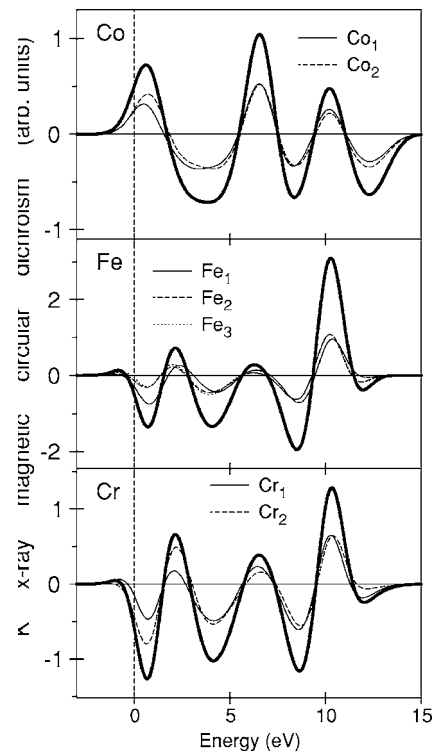 K x-ray magnetic circular dichroism (arb. units)
Co
Co1
Co2
1
0
-1
Fe
Fe1
Fe2
Fe3
2
0
-2
Cr
Cr1
Cr2
1
0
-1
0 5 10 15
Energy (eV)